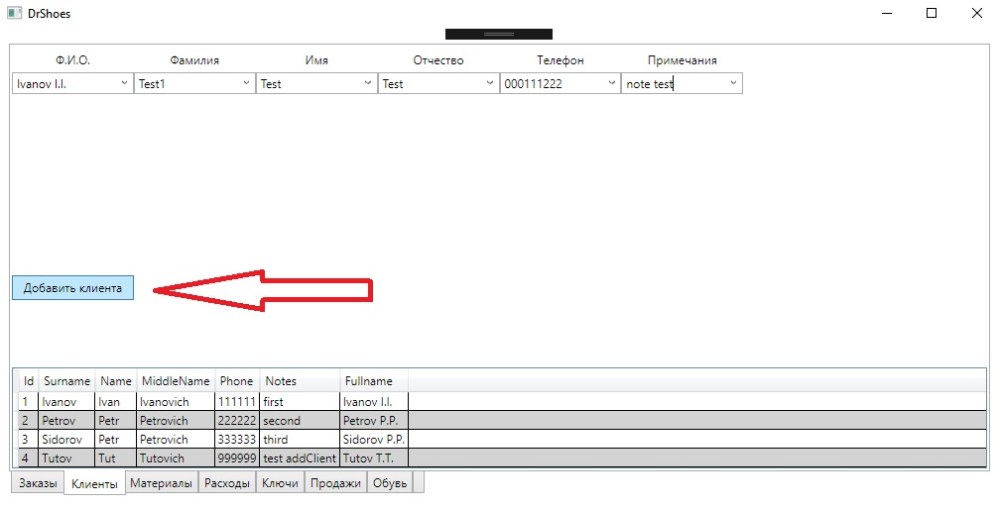 DrShoes
Ф.И.О. Фамилия Имя Отчество Телефон Примечания
Ivanov I.I. Test1 Test Test 000111222 note test
Добавить клиента
Id Surname Name MiddleName Phone Notes Fullname
1 Ivanov Ivan Ivanovich 111111 first Ivanov I.I.
2 Petrov Petr Petrovich 222222 second Petrov P.P.
3 Sidorov Petr Petrovich 333333 third Sidorov P.P.
4 Tutov Tut Tutovich 999999 test addClient Tutov T.T.
Заказы Клиенты Материалы Расходы Ключи Продажи Обувь